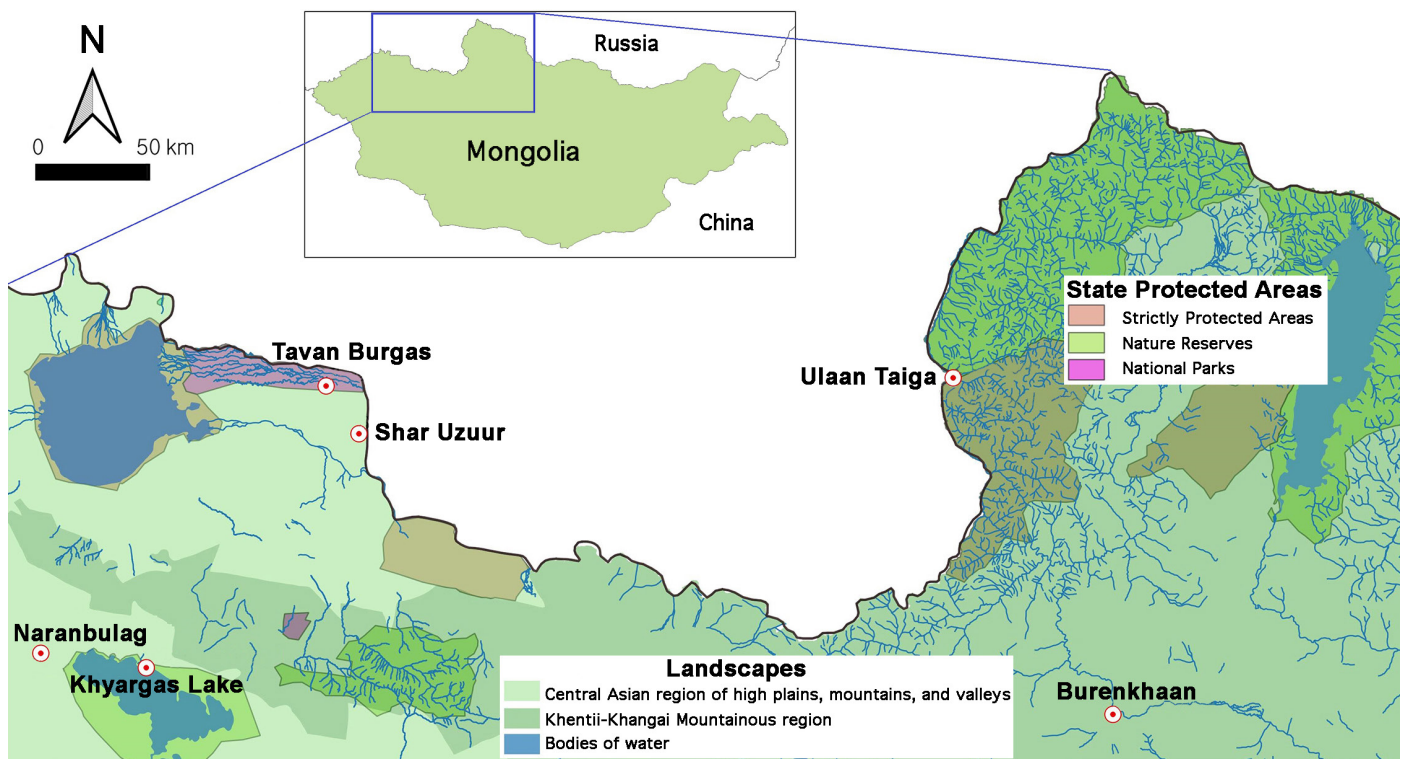 N
0 50 km
Russia
Mongolia
China
State Protected Areas
Strictly Protected Areas
Nature Reserves
National Parks
Tavan Burgas
Ulaan Taiga
Shar Uzuur
Naranbulag
Khyargas Lake
Landscapes
Central Asian region of high plains, mountains, and valleys
Khentii-Khangai Mountainous region
Bodies of water
Burenkhaan